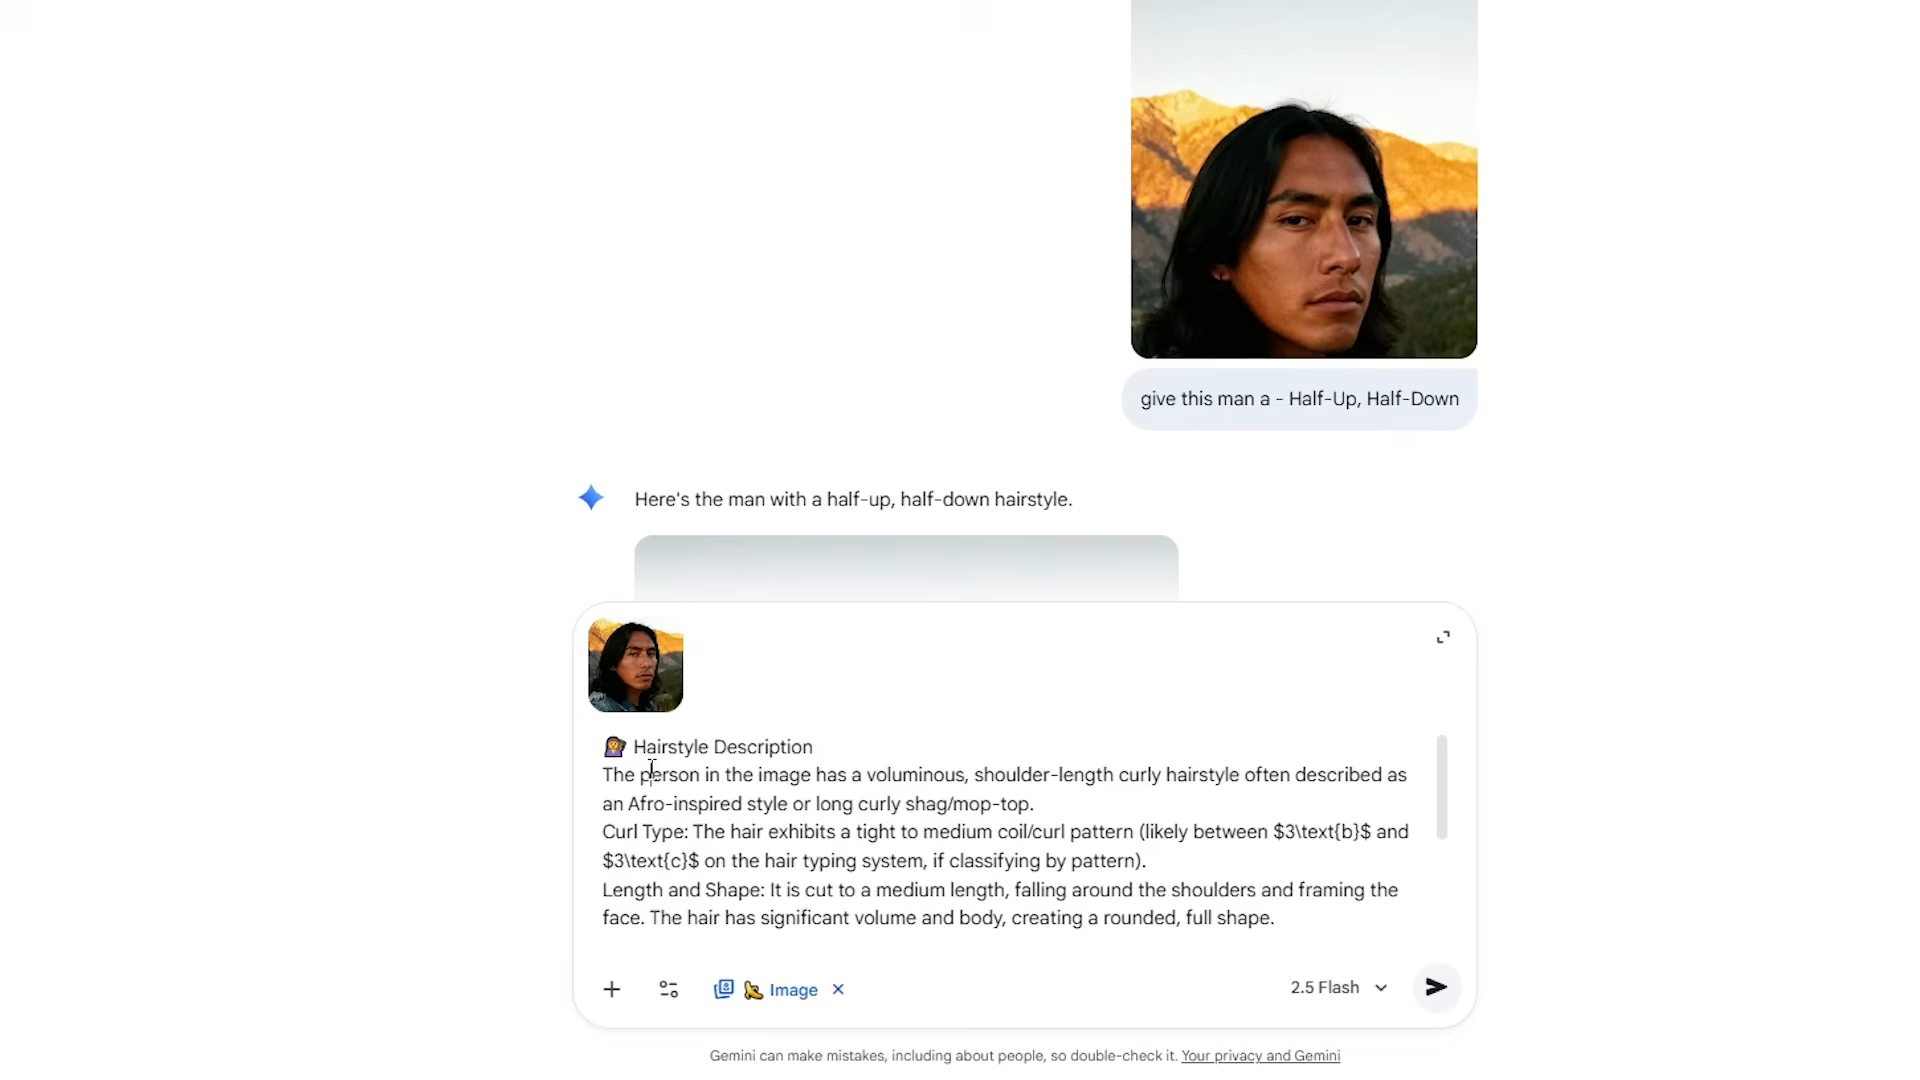 give this man a - Half-Up, Half-Down
Here's the man with a half-up, half-down hairstyle.
Hairstyle Description
The person in the image has a voluminous, shoulder-length curly hairstyle often described as
an Afro-inspired style or long curly shag/mop-top.
Curl Type: The hair exhibits a tight to medium coil/curl pattern (likely between $3\text{b}$ and
$3\text{c}$ on the hair typing system, if classifying by pattern).
Length and Shape: It is cut to a medium length, falling around the shoulders and framing the
face. The hair has significant volume and body, creating a rounded, full shape.
Image
2.5 Flash
Gemini can make mistakes, including about people, so double-check it. Your privacy and Gemini